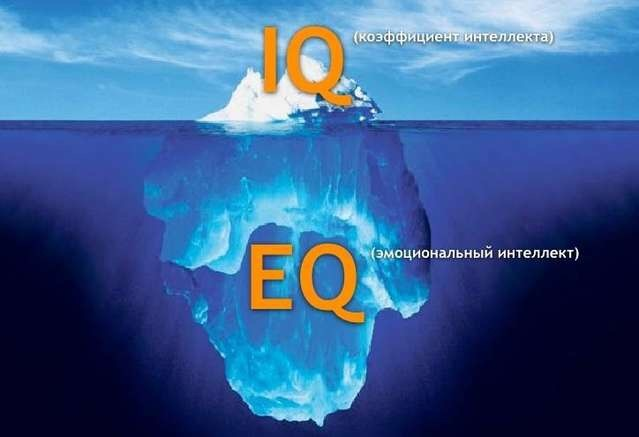 IQ (коэффициент интеллекта)
EQ (эмоциональный интеллект)